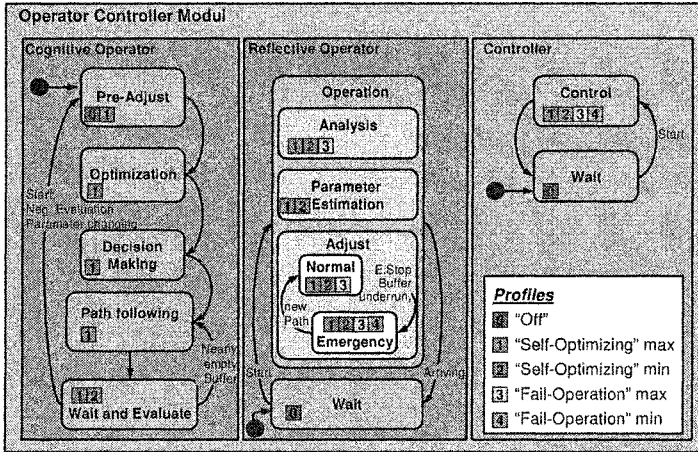 Operator Controller Modul
Cognitive Operator
Pre-Adjust
0 1
Optimization
1
Start,
Neg. Evaluation
Parameter changed
Decision
Making
1
Path following
1
Nearly
empty
Buffer
1 2
Wait and Evaluate
Reflective Operator
Operation
Analysis
1 2 3
Parameter
Estimation
1 2
Adjust
Normal
1 2 3
E.Stop
Buffer
underrun,
new
Path
1 2 3 4
Emergency
Start
Arriving
Wait
0
Controller
Control
1 2 3 4
Start
Wait
0
Profiles
0 "Off"
1 "Self-Optimizing" max
2 "Self-Optimizing" min
3 "Fail-Operation" max
4 "Fail-Operation" min